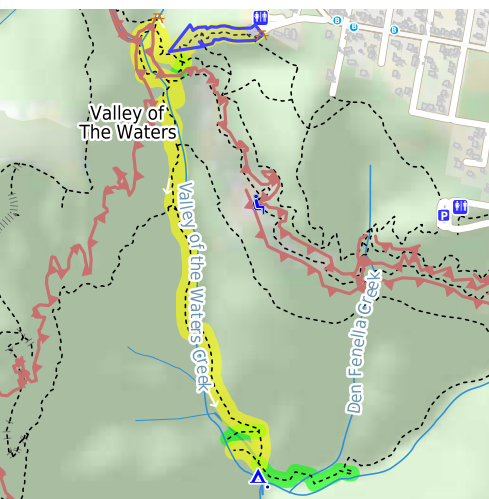 B
B
B
Valley of
The Waters
P
Valley of the Waters Creek
Den Fenella Creek